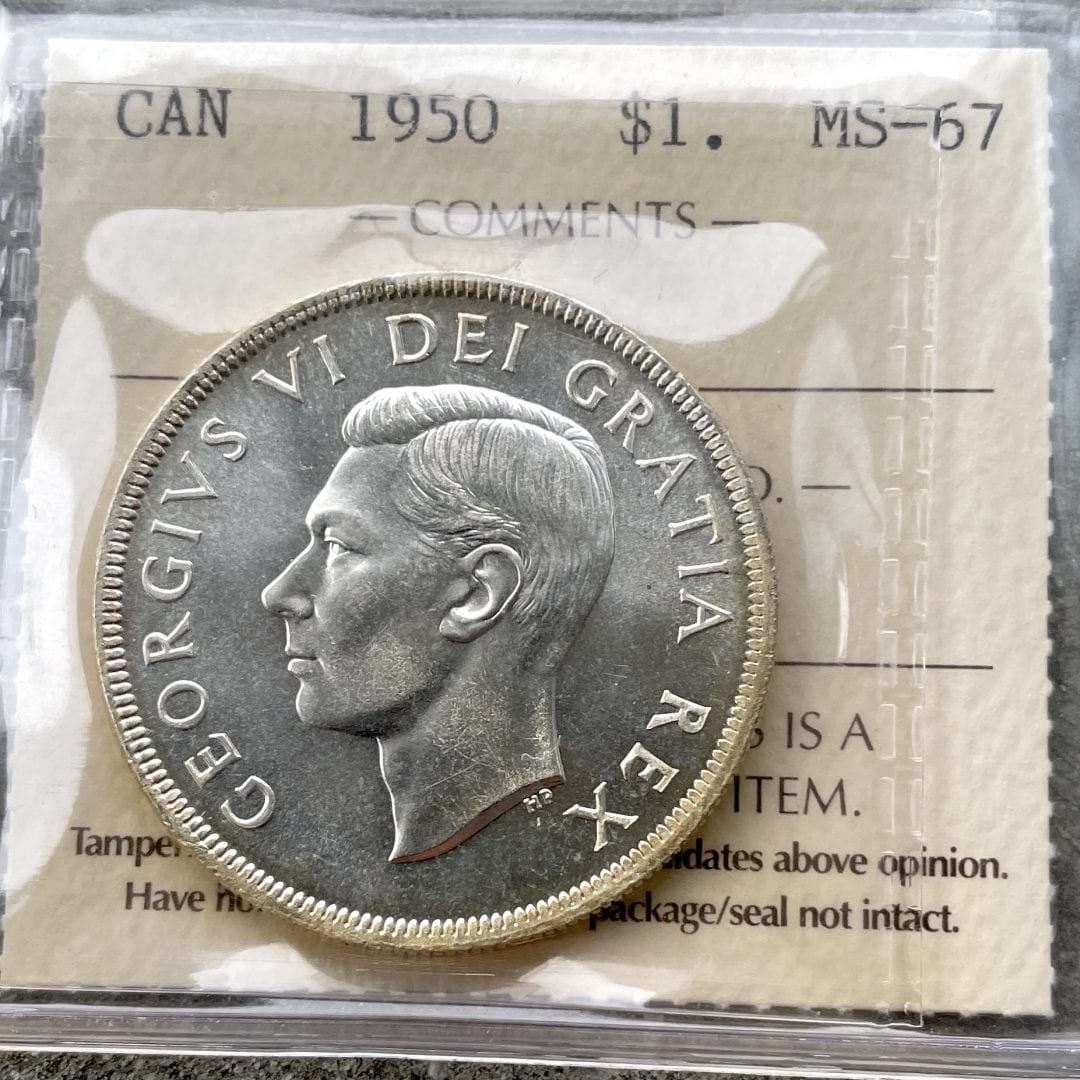 CAN 1950 $1. MS-67
— COMMENTS —
GEORGIVS VI DEI GRATIA REX
HP
. —
IS A
ITEM.
above opinion.
Have
package/seal not intact.